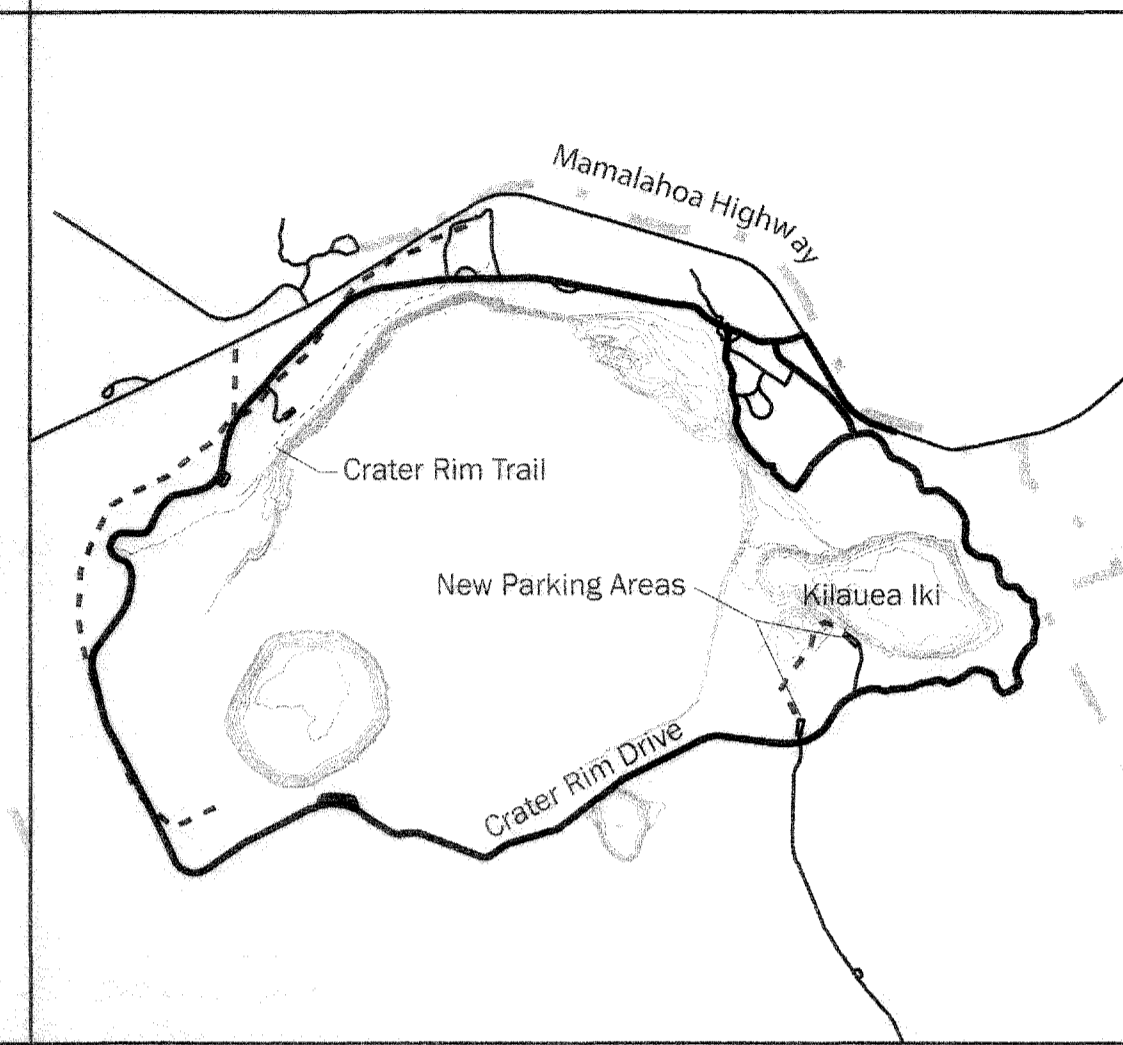 Mamalahoa Highway
Crater Rim Trail
New Parking Areas
Kilauea Iki
Crater Rim Drive